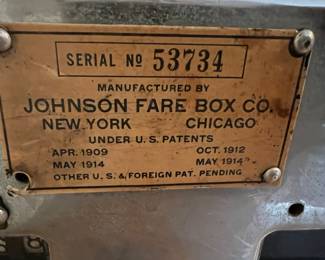 SERIAL Nº 53734
MANUFACTURED BY
JOHNSON FARE BOX CO.
NEW YORK CHICAGO
UNDER U.S. PATENTS
APR. 1909 OCT. 1912
MAY 1914 MAY 1914
OTHER U.S. & FOREIGN PAT. PENDING